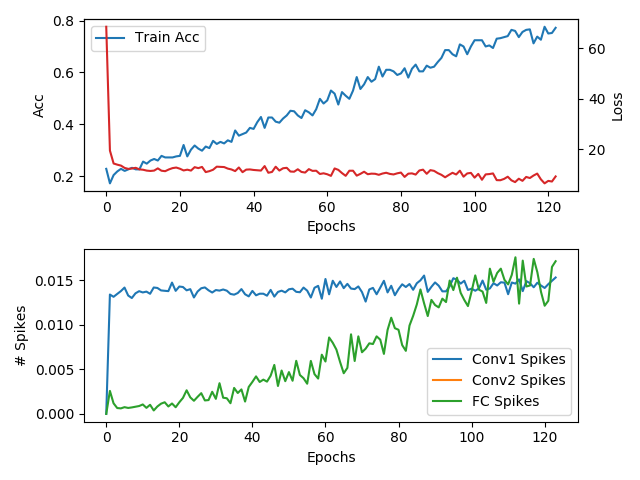 Train Acc
Acc
0.8
0.6
0.4
0.2
60
40
20
Loss
0 20 40 60 80 100 120
Epochs
# Spikes
0.015
0.010
0.005
0.000
Conv1 Spikes
Conv2 Spikes
FC Spikes
0 20 40 60 80 100 120
Epochs